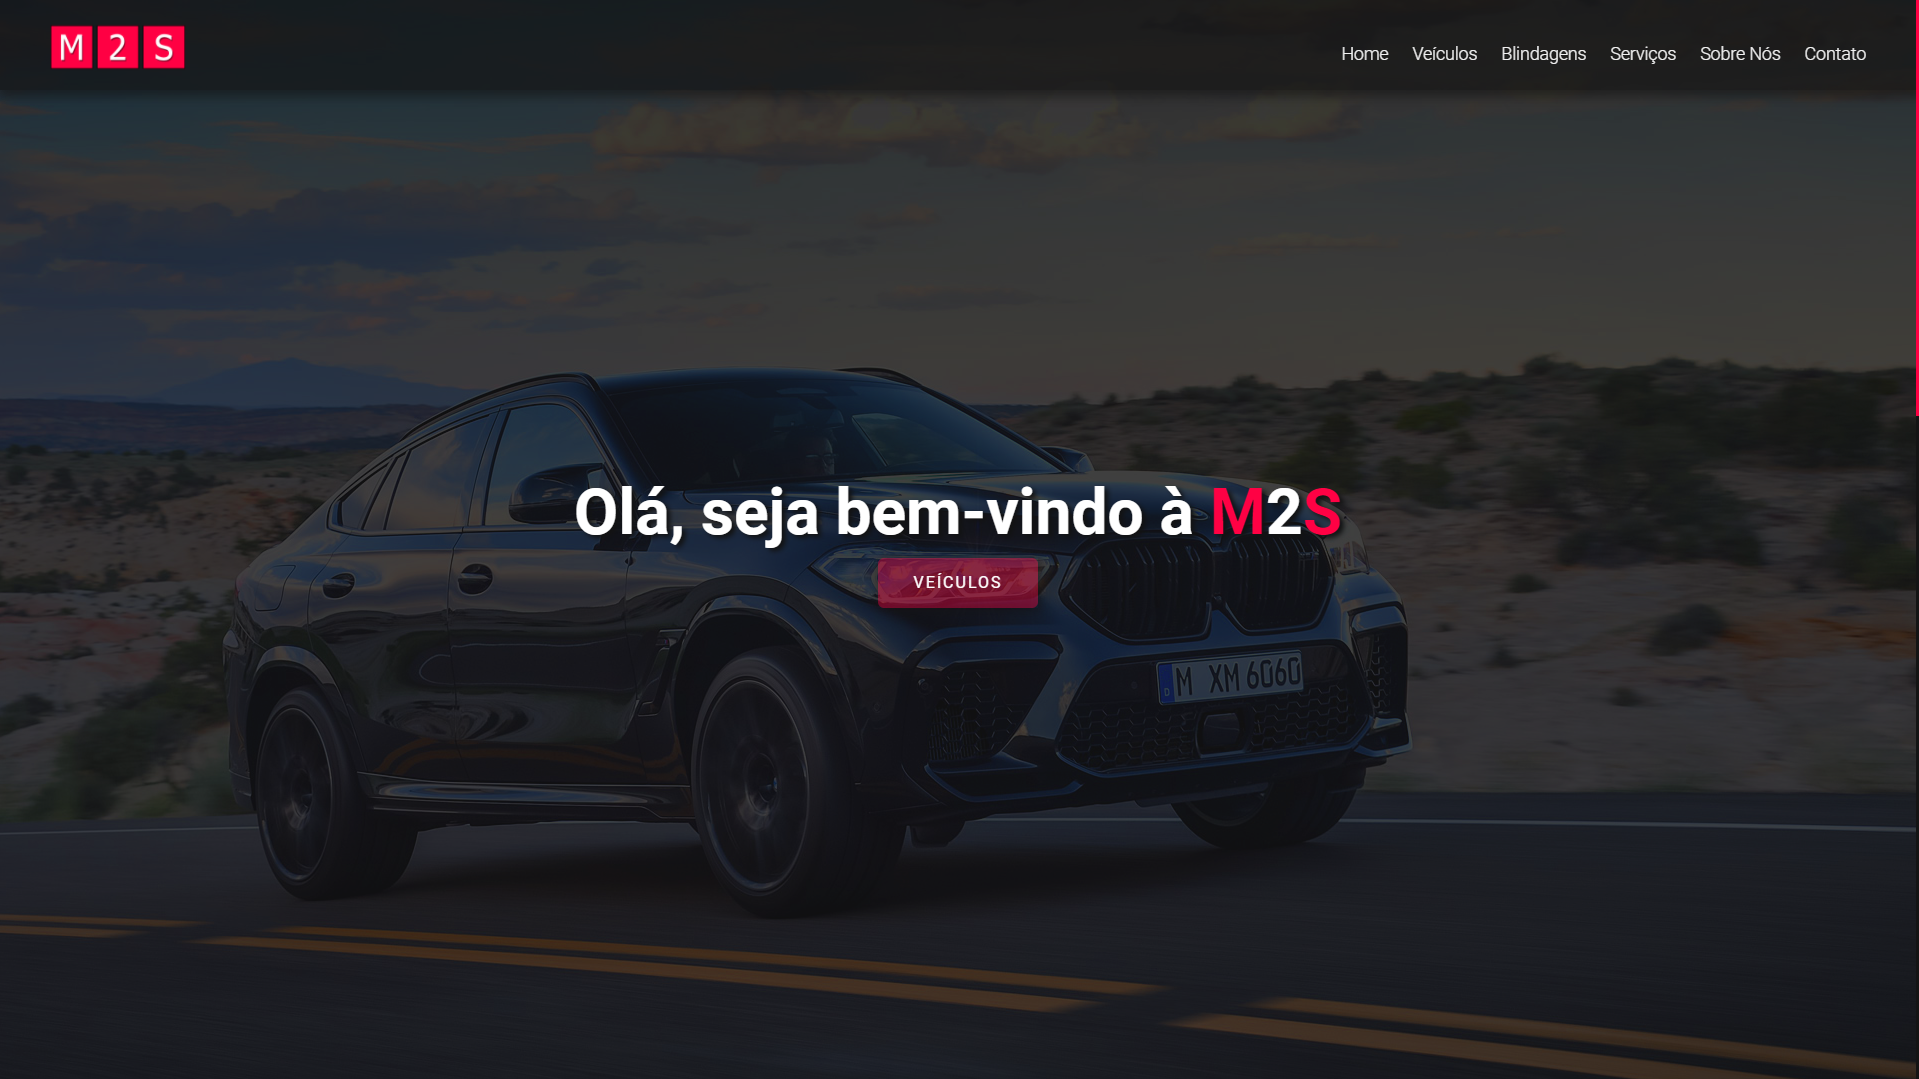 M 2 S
Home Veículos Blindagens Serviços Sobre Nós Contato
Olá, seja bem-vindo à M2S
VEÍCULOS
M XM 6060
D